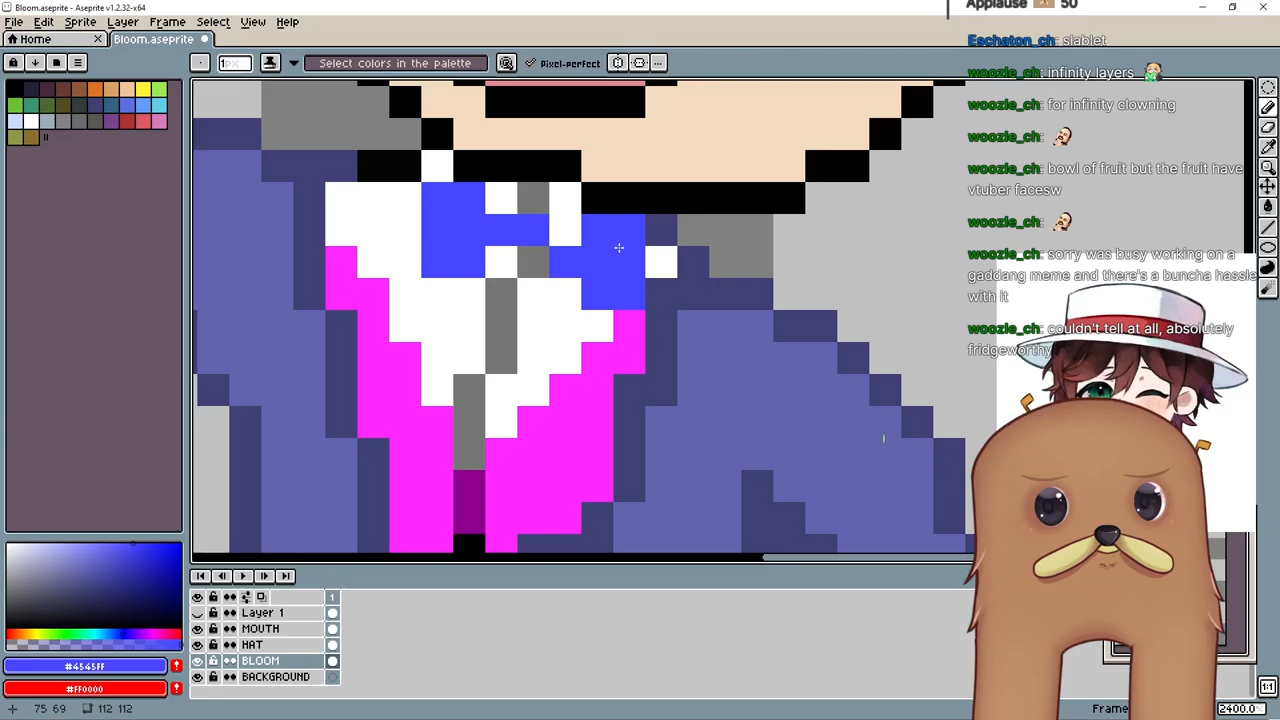 Bloom.aseprite - Aseprite v1.2.32-x64
Applause 50
File Edit Sprite Layer Frame Select View Help
Eschaton_ch: slablet
Home Bloom.aseprite
1px Select colors in the palette Pixel-perfect
woozle_ch: infinity layers
woozle_ch: for infinity clowning
woozle_ch:
woozle_ch: bowl of fruit but the fruit have
vtuber facesw
woozle_ch:
woozle_ch: sorry was busy working on a
gaddang meme and there's a buncha hassle
with it
woozle_ch: couldn't tell at all, absolutely
fridgeworthy
1
Layer 1
MOUTH
HAT
BLOOM
BACKGROUND
#4545FF
#FF0000
75 69 112 112
Frame
2400.0
1:1